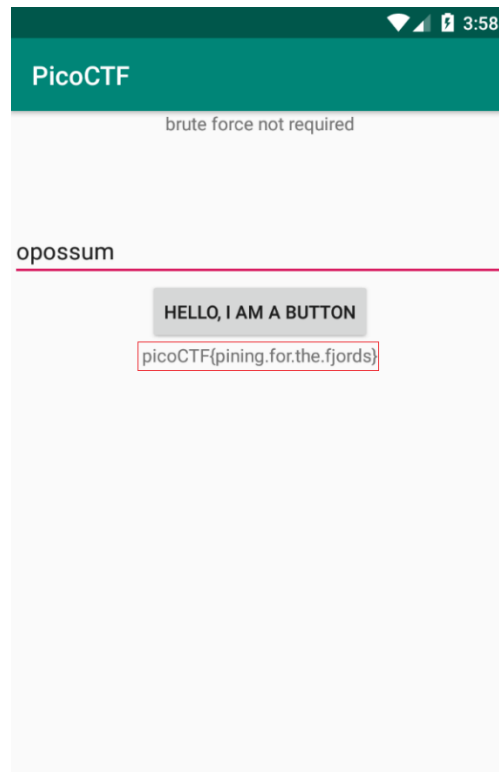 3:58
PicoCTF
brute force not required
opossum
HELLO, I AM A BUTTON
picoCTF{pining.for.the.fjords}